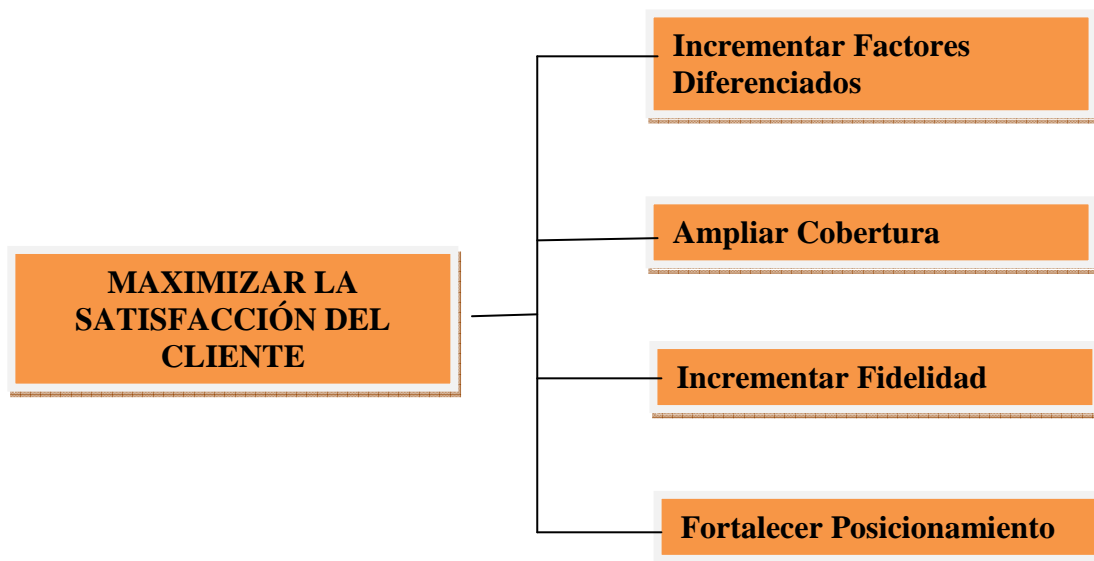 Incrementar Factores
Diferenciados
Ampliar Cobertura
MAXIMIZAR LA
SATISFACCIÓN DEL
CLIENTE
Incrementar Fidelidad
Fortalecer Posicionamiento